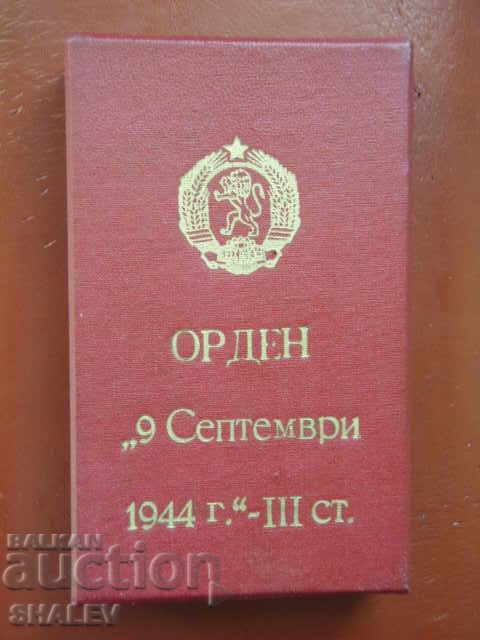 ОРДЕН
„9 Септември
1944 г.“-III ст.
BALKAN
auction
SHALEV